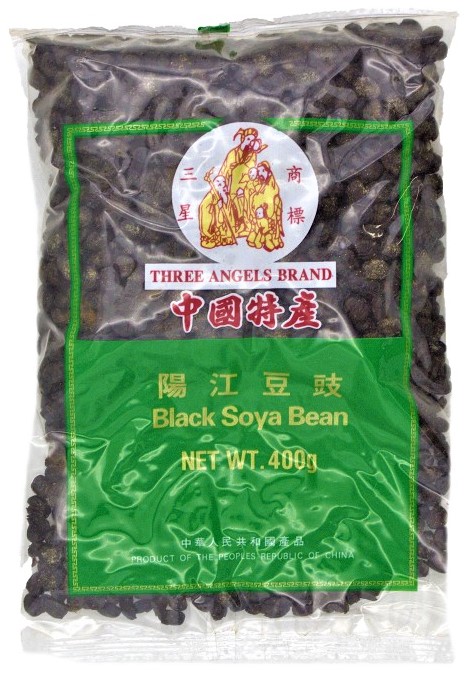 三星
商標
THREE ANGELS BRAND
中國特產
陽江豆豉
Black Soya Bean
NET WT. 400g
中華人民共和國產品
PRODUCT OF THE PEOPLES REPUBLIC OF CHINA